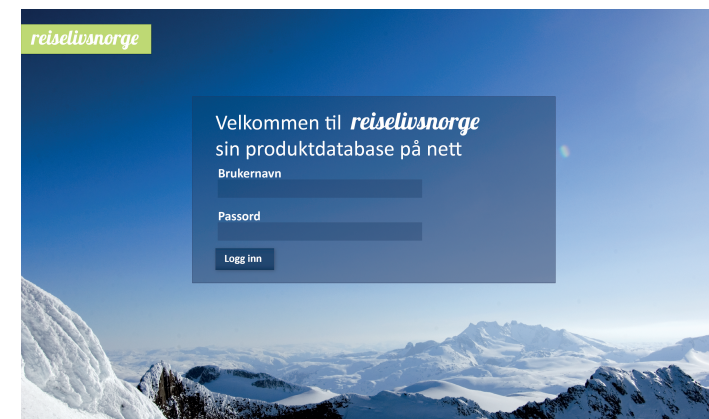 reiselivsnorge
Velkommen til reiselivsnorge
sin produktdatabase på nett
Brukernavn
Passord
Logg inn